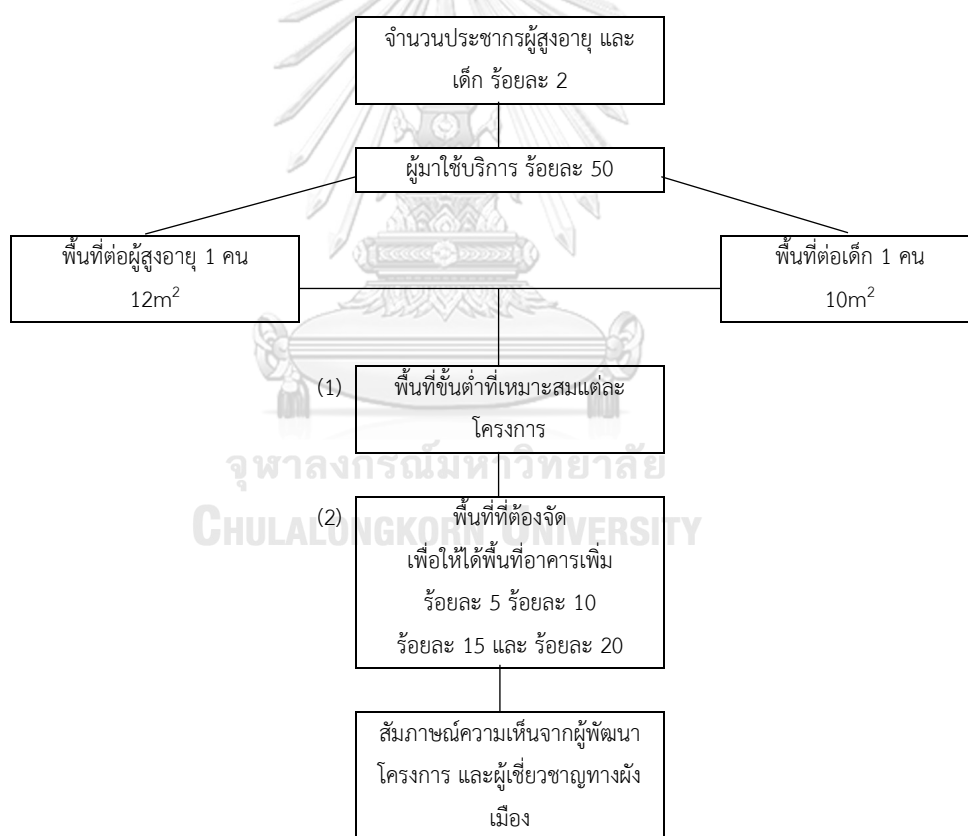 จำนวนประชากรผู้สูงอายุ และ
เด็ก ร้อยละ 2
ผู้มาใช้บริการ ร้อยละ 50
พื้นที่ต่อผู้สูงอายุ 1 คน
12m²
พื้นที่ต่อเด็ก 1 คน
10m²
(1)
พื้นที่ขั้นต่ำที่เหมาะสมแต่ละ
โครงการ
จุฬาลงกรณ์มหาวิทยาลัย
CHULALONGKORN UNIVERSITY
(2)
พื้นที่ที่ต้องจัด
เพื่อให้ได้พื้นที่อาคารเพิ่ม
ร้อยละ 5 ร้อยละ 10
ร้อยละ 15 และ ร้อยละ 20
สัมภาษณ์ความเห็นจากผู้พัฒนา
โครงการ และผู้เชี่ยวชาญทางผัง
เมือง